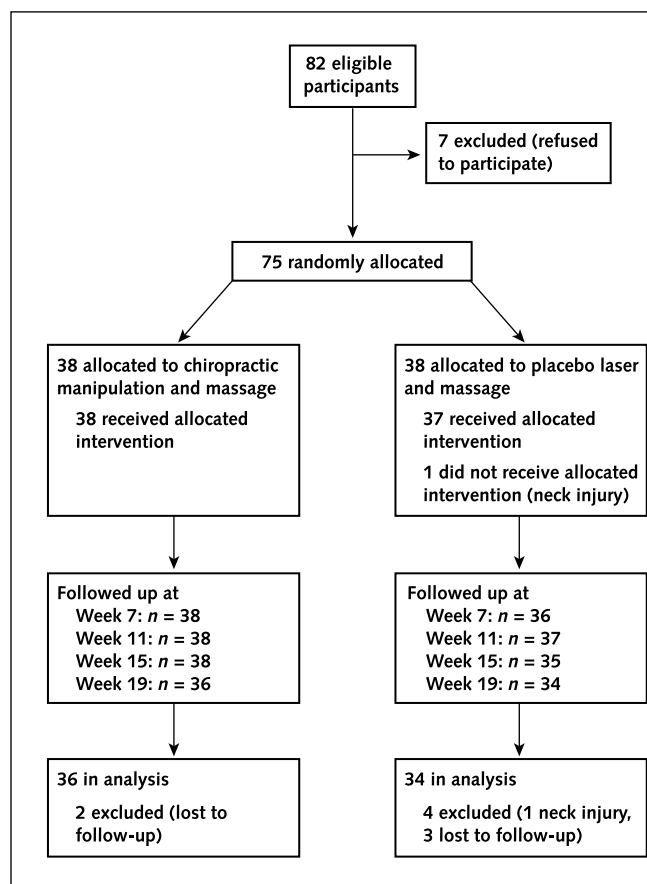 82 eligible
participants
7 excluded (refused
to participate)
75 randomly allocated
38 allocated to chiropractic
manipulation and massage
38 received allocated
intervention
38 allocated to placebo laser
and massage
37 received allocated
intervention
1 did not receive allocated
intervention (neck injury)
Followed up at
Week 7: n = 38
Week 11: n = 38
Week 15: n = 38
Week 19: n = 36
Followed up at
Week 7: n = 36
Week 11: n = 37
Week 15: n = 35
Week 19: n = 34
36 in analysis
2 excluded (lost to
follow-up)
34 in analysis
4 excluded (1 neck injury,
3 lost to follow-up)